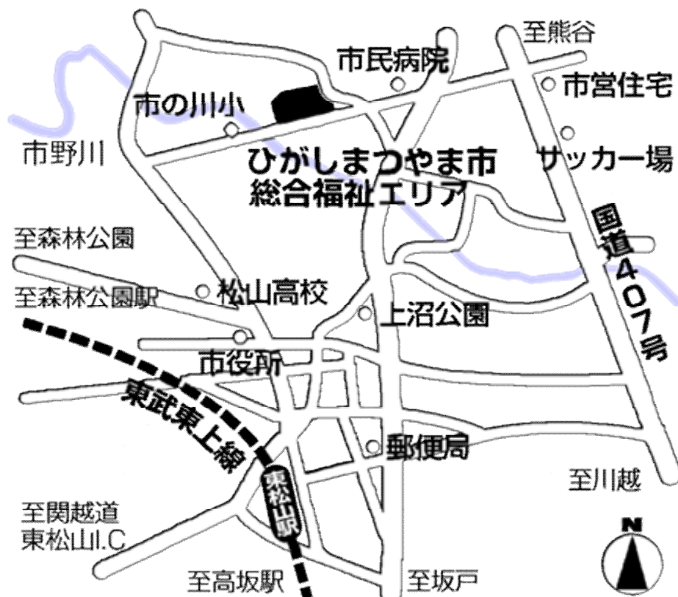 至熊谷
市民病院
市営住宅
市の川小
市野川
ひがしまつやま市
総合福祉エリア
サッカー場
国道407号
至森林公園
至森林公園駅
松山高校
上沼公園
市役所
東武東上線
郵便局
東松山駅
至川越
至関越道
東松山I.C
至高坂駅
至坂戸
N